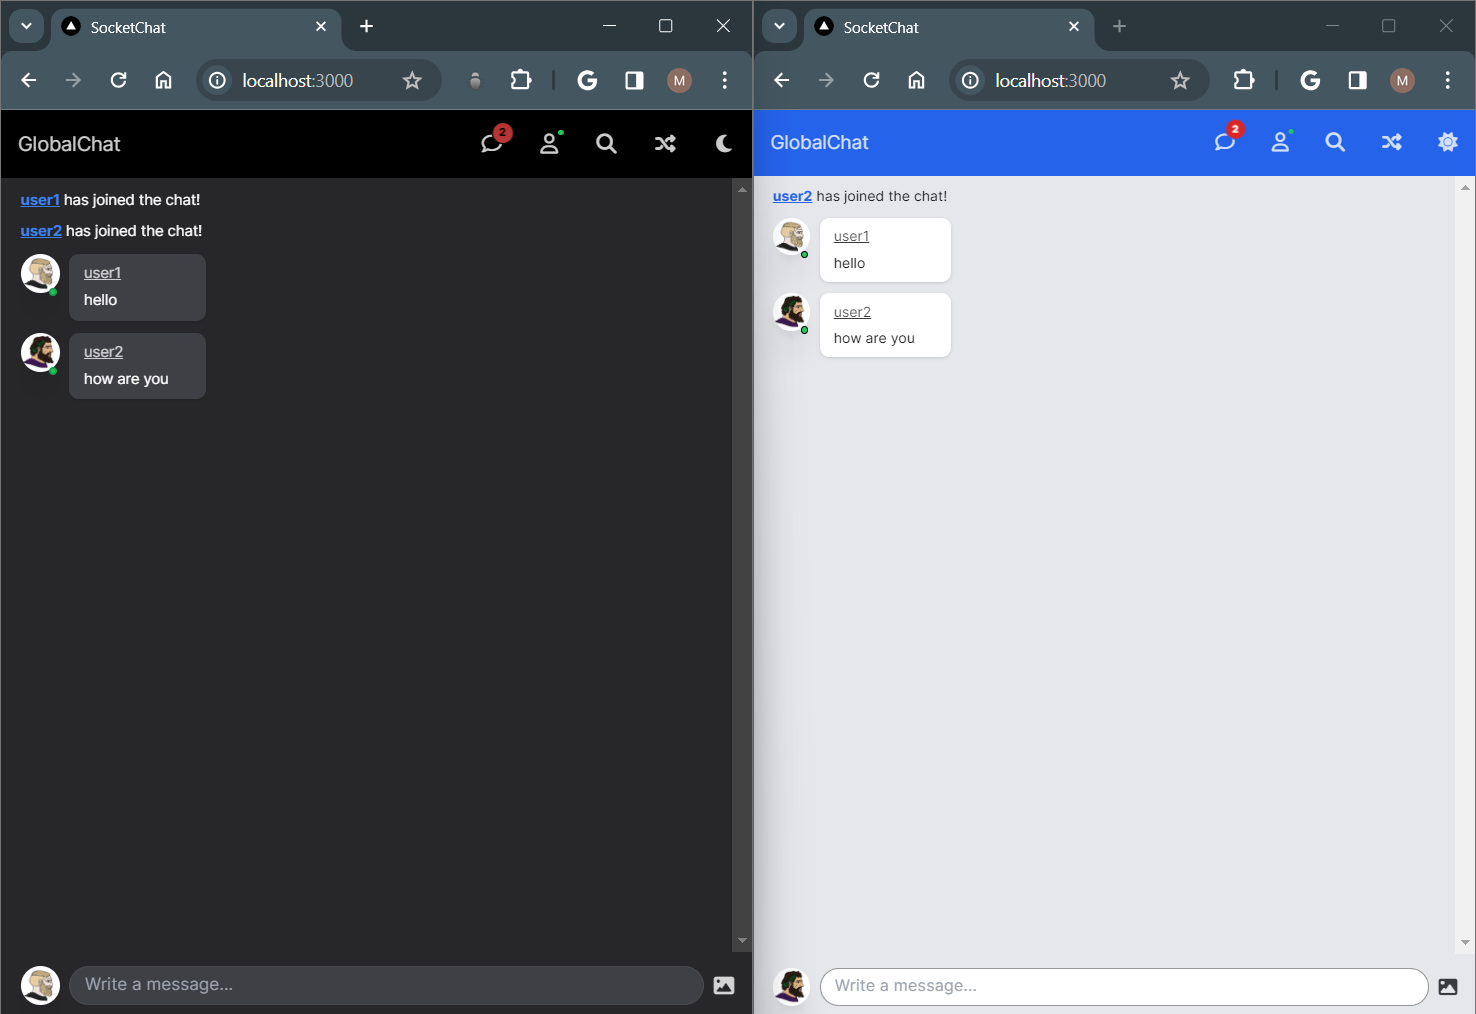 SocketChat
localhost:3000
M
GlobalChat
2
user1 has joined the chat!
user2 has joined the chat!
user1
hello
user2
how are you
Write a message...
SocketChat
localhost:3000
M
GlobalChat
2
user2 has joined the chat!
user1
hello
user2
how are you
Write a message...